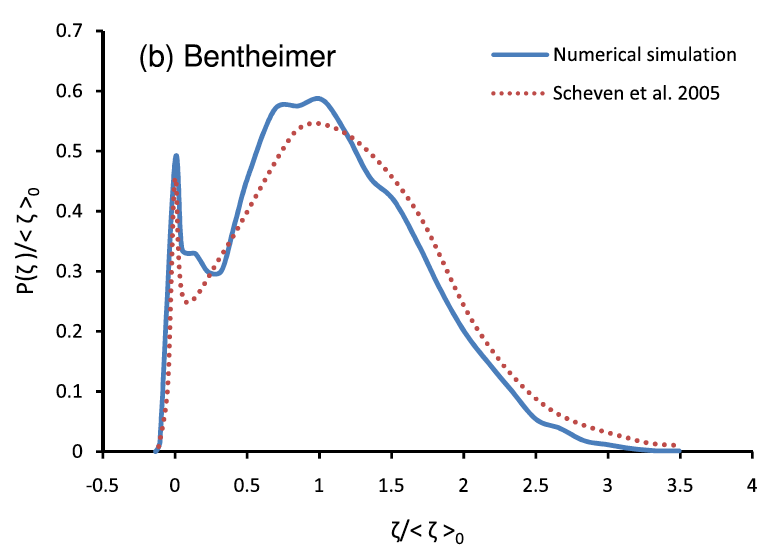 0.7
(b) Bentheimer
Numerical simulation
0.6
Scheven et al. 2005
0.5
0.4
0.3
0.2
0.1
0
P(ζ)/< ζ >0
-0.5 0 0.5 1 1.5 2 2.5 3 3.5 4
ζ/< ζ >0